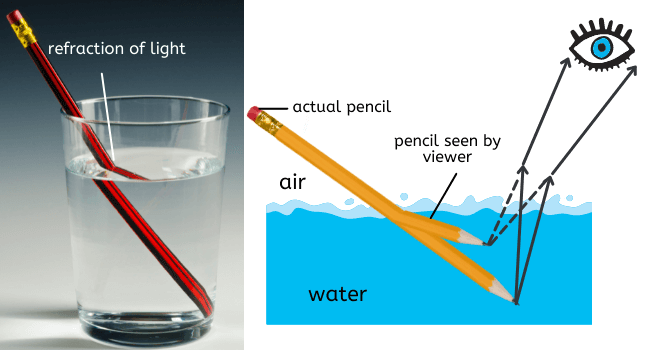 refraction of light
actual pencil
pencil seen by
viewer
air
water